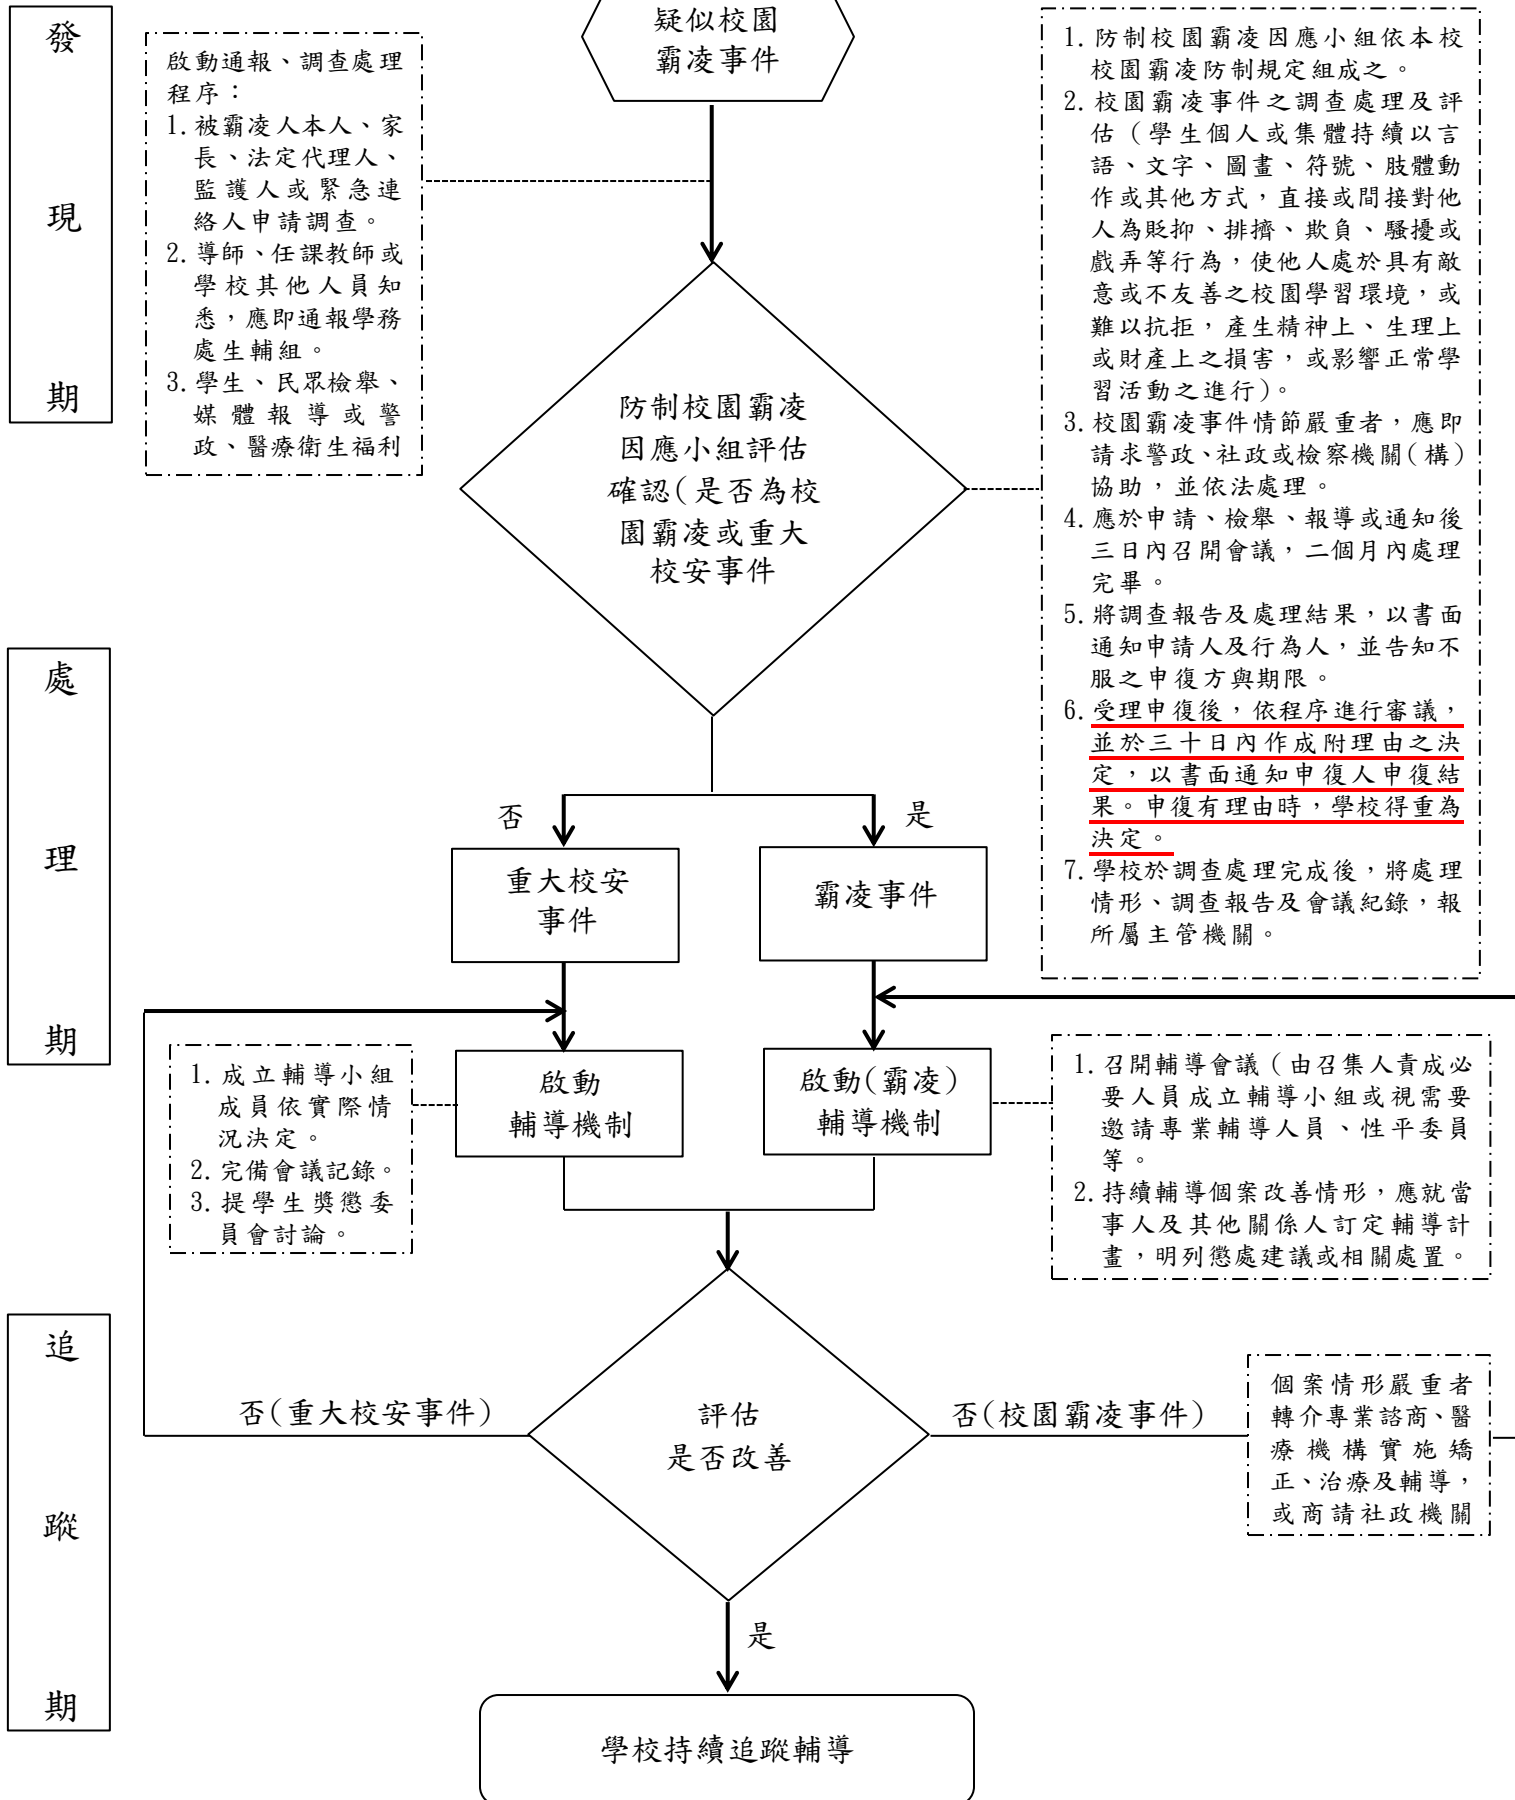 發
現
期
啟動通報、調查處理
程序：
1.被霸凌人本人、家
長、法定代理人、
監護人或緊急連
絡人申請調查。
2.導師、任課教師或
學校其他人員知
悉，應即通報學務
處生輔組。
3.學生、民眾檢舉、
媒體報導或警
政、醫療衛生福利
疑似校園
霸凌事件
防制校園霸凌
因應小組評估
確認(是否為校
園霸凌或重大
校安事件
1.防制校園霸凌因應小組依本校
校園霸凌防制規定組成之。
2.校園霸凌事件之調查處理及評
估（學生個人或集體持續以言
語、文字、圖畫、符號、肢體動
作或其他方式，直接或間接對他
人為貶抑、排擠、欺負、騷擾或
戲弄等行為，使他人處於具有敵
意或不友善之校園學習環境，或
難以抗拒，產生精神上、生理上
或財產上之損害，或影響正常學
習活動之進行)。
3.校園霸凌事件情節嚴重者，應即
請求警政、社政或檢察機關(構)
協助，並依法處理。
4.應於申請、檢舉、報導或通知後
三日內召開會議，二個月內處理
完畢。
5.將調查報告及處理結果，以書面
通知申請人及行為人，並告知不
服之申復方與期限。
6.受理申復後，依程序進行審議，
並於三十日內作成附理由之決
定，以書面通知申復人申復結
果。申復有理由時，學校得重為
決定。
7.學校於調查處理完成後，將處理
情形、調查報告及會議紀錄，報
所屬主管機關。
處
理
期
否
是
重大校安
事件
霸凌事件
1.成立輔導小組
成員依實際情
況決定。
2.完備會議記錄。
3.提學生獎懲委
員會討論。
啟動
輔導機制
啟動(霸凌)
輔導機制
1.召開輔導會議（由召集人責成必
要人員成立輔導小組或視需要
邀請專業輔導人員、性平委員
等。
2.持續輔導個案改善情形，應就當
事人及其他關係人訂定輔導計
畫，明列懲處建議或相關處置。
追
蹤
期
否(重大校安事件)
評估
是否改善
否(校園霸凌事件)
個案情形嚴重者
轉介專業諮商、醫
療機構實施矯
正、治療及輔導，
或商請社政機關
是
學校持續追蹤輔導